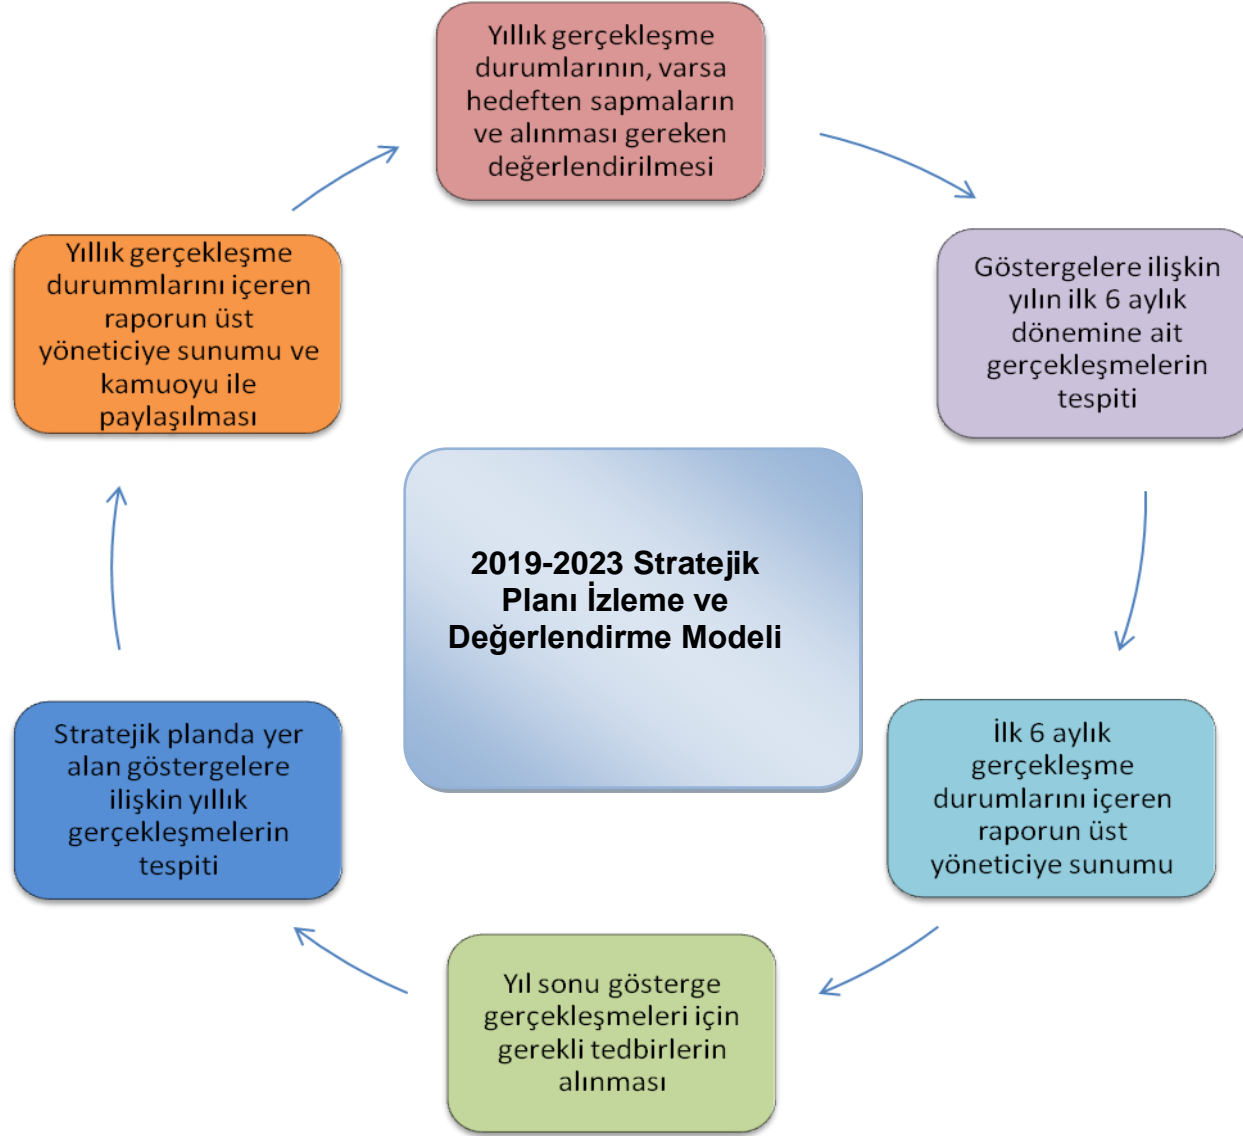 Yıllık gerçekleşme
durumlarının, varsa
hedeften sapmaların
ve alınması gereken
değerlendirilmesi
Göstergelere ilişkin
yılın ilk 6 aylık
dönemine ait
gerçekleşmelerin
tespiti
İlk 6 aylık
gerçekleşme
durumlarını içeren
raporun üst
yöneticiye sunumu
Yıl sonu gösterge
gerçekleşmeleri için
gerekli tedbirlerin
alınması
Stratejik planda yer
alan göstergelere
ilişkin yıllık
gerçekleşmelerin
tespiti
Yıllık gerçekleşme
durummlarını içeren
raporun üst
yöneticiye sunumu ve
kamuoyu ile
paylaşılması
2019-2023 Stratejik
Planı İzleme ve
Değerlendirme Modeli